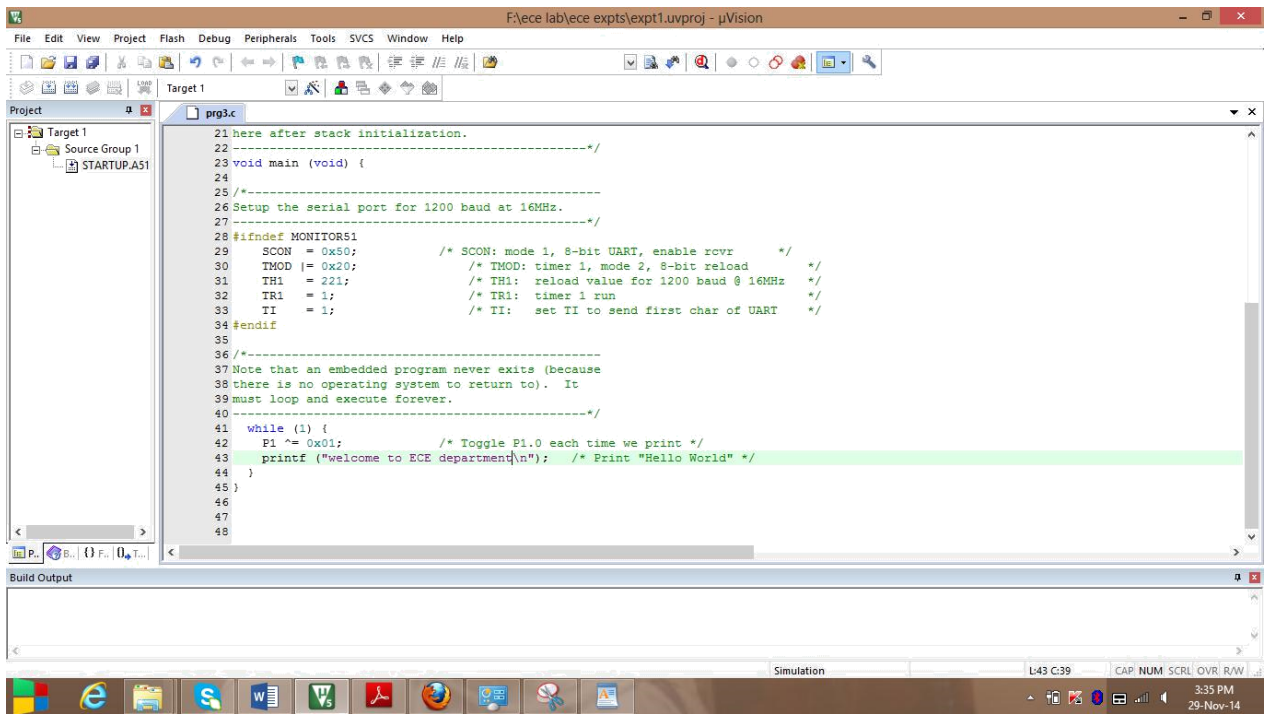 F:\ece lab\ece expts\expt1.uvproj - µVision
File Edit View Project Flash Debug Peripherals Tools SVCS Window Help
Target 1
Project
prg3.c
Target 1
Source Group 1
STARTUP.A51
21 here after stack initialization.
22 ------------------------------------------------*/
23 void main (void) {
24
25 /*------------------------------------------------
26 Setup the serial port for 1200 baud at 16MHz.
27 ------------------------------------------------*/
28 #ifndef MONITOR51
29     SCON  = 0x50;           /* SCON: mode 1, 8-bit UART, enable rcvr      */
30     TMOD |= 0x20;               /* TMOD: timer 1, mode 2, 8-bit reload        */
31     TH1   = 221;                /* TH1:  reload value for 1200 baud @ 16MHz   */
32     TR1   = 1;                  /* TR1:  timer 1 run                          */
33     TI    = 1;                  /* TI:   set TI to send first char of UART    */
34 #endif
35
36 /*------------------------------------------------
37 Note that an embedded program never exits (because
38 there is no operating system to return to).  It
39 must loop and execute forever.
40 ------------------------------------------------*/
41   while (1) {
42     P1 ^= 0x01;             /* Toggle P1.0 each time we print */
43     printf ("welcome to ECE department\n");   /* Print "Hello World" */
44   }
45 }
46
47
48
P.. B.. {} F.. 0 T...
Build Output
Simulation L:43 C:39 CAP NUM SCRL OVR R/W
3:35 PM
29-Nov-14